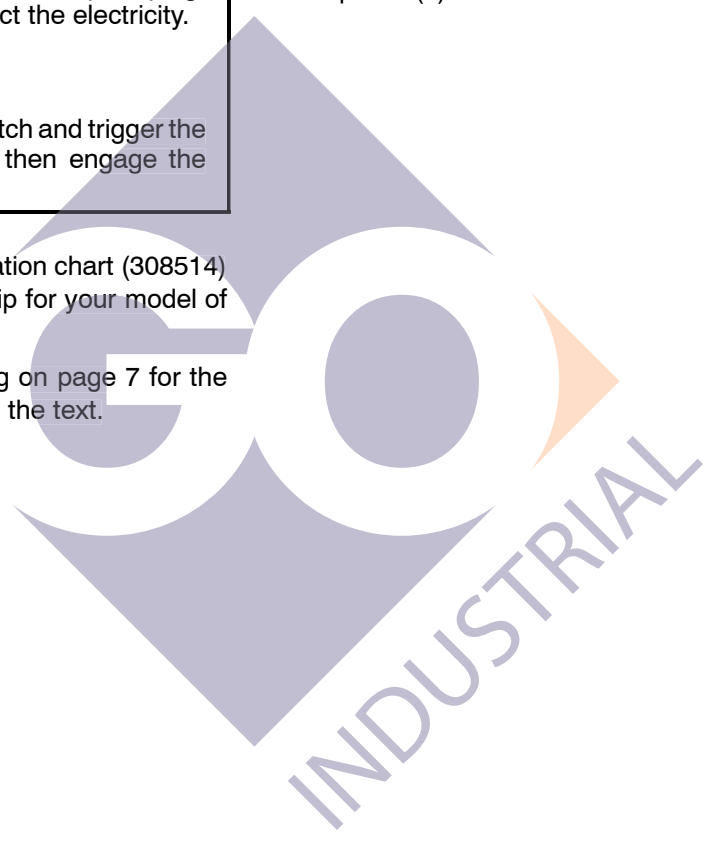 ct the electricity.
tch and trigger the
then engage the
ation chart (308514)
ip for your model of
g on page 7 for the
the text.
GO
INDUSTRIAL